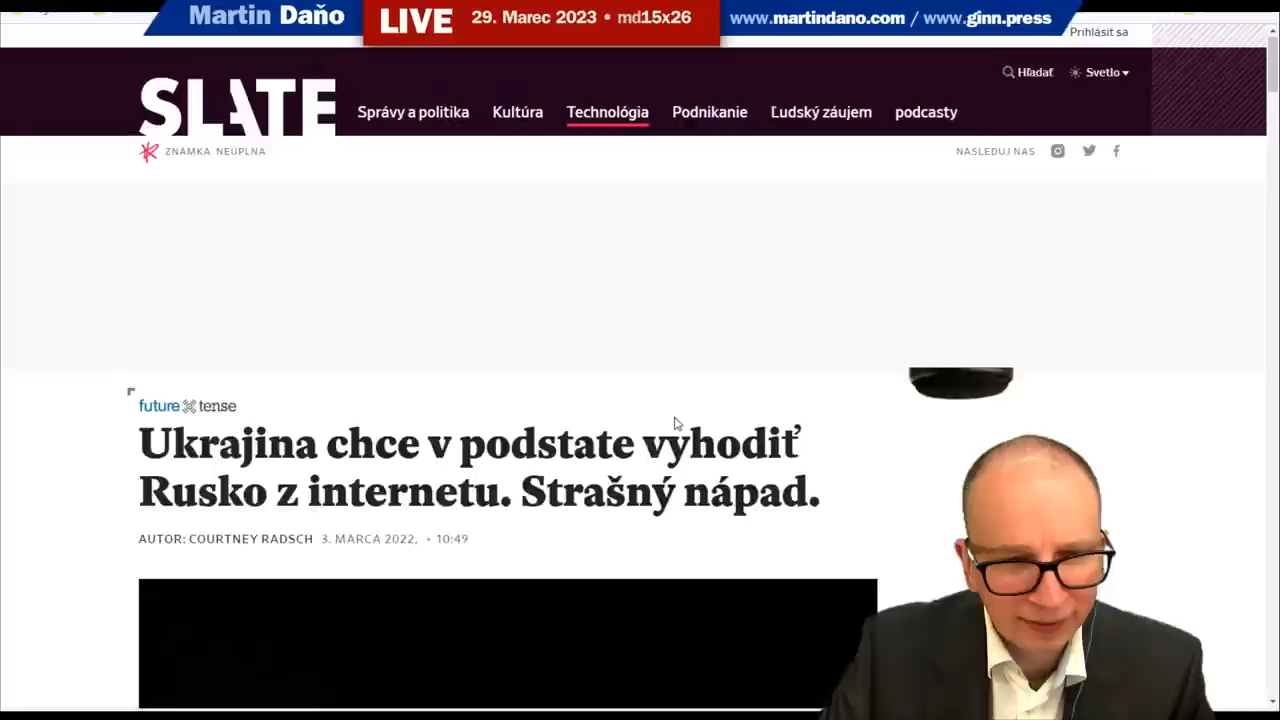 Martin Daňo
LIVE
29. Marec 2023 • md15x26
www.martindano.com / www.ginn.press
Prihlásiť sa
Hľadať
Svetlo
SLATE
Správy a politika
Kultúra
Technológia
Podnikanie
Ľudský záujem
podcasty
ZNÁMKA NEÚPLNA
NASLEDUJ NAS
future tense
Ukrajina chce v podstate vyhodiť
Rusko z internetu. Strašný nápad.
AUTOR: COURTNEY RADSCH 3. MARCA 2022, • 10:49